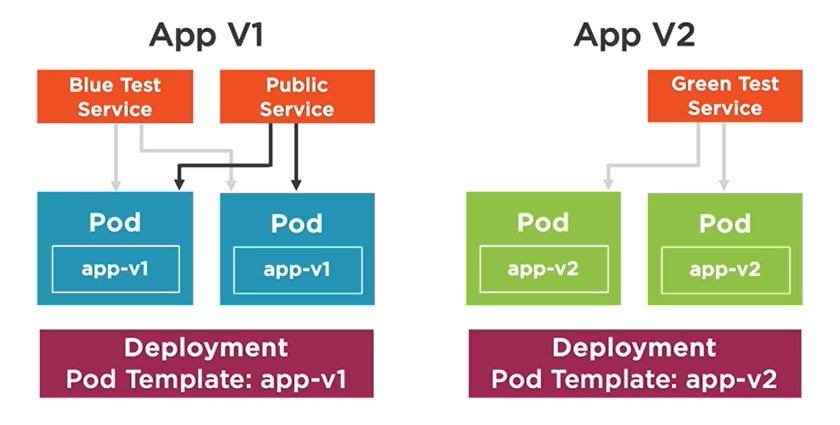 App V1
App V2
Blue Test
Service
Public
Service
Green Test
Service
Pod
app-v1
Pod
app-v1
Pod
app-v2
Pod
app-v2
Deployment
Pod Template: app-v1
Deployment
Pod Template: app-v2